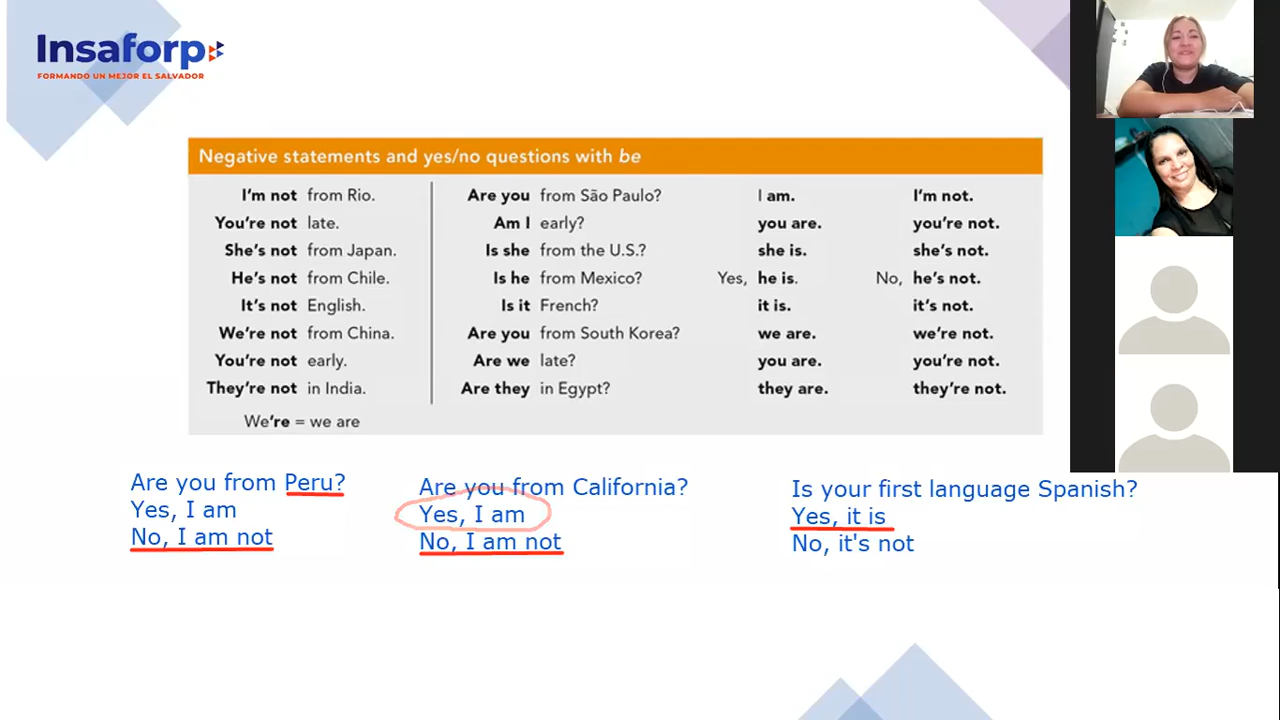 Insaforp
FORMANDO UN MEJOR EL SALVADOR
Negative statements and yes/no questions with be
I'm not from Rio. Are you from São Paulo? I am. I'm not.
You're not late. Am I early? you are. you're not.
She's not from Japan. Is she from the U.S.? she is. she's not.
He's not from Chile. Is he from Mexico? Yes, he is. No, he's not.
It's not English. Is it French? it is. it's not.
We're not from China. Are you from South Korea? we are. we're not.
You're not early. Are we late? you are. you're not.
They're not in India. Are they in Egypt? they are. they're not.
We're = we are
Are you from Peru?
Yes, I am
No, I am not
Are you from California?
Yes, I am
No, I am not
Is your first language Spanish?
Yes, it is
No, it's not